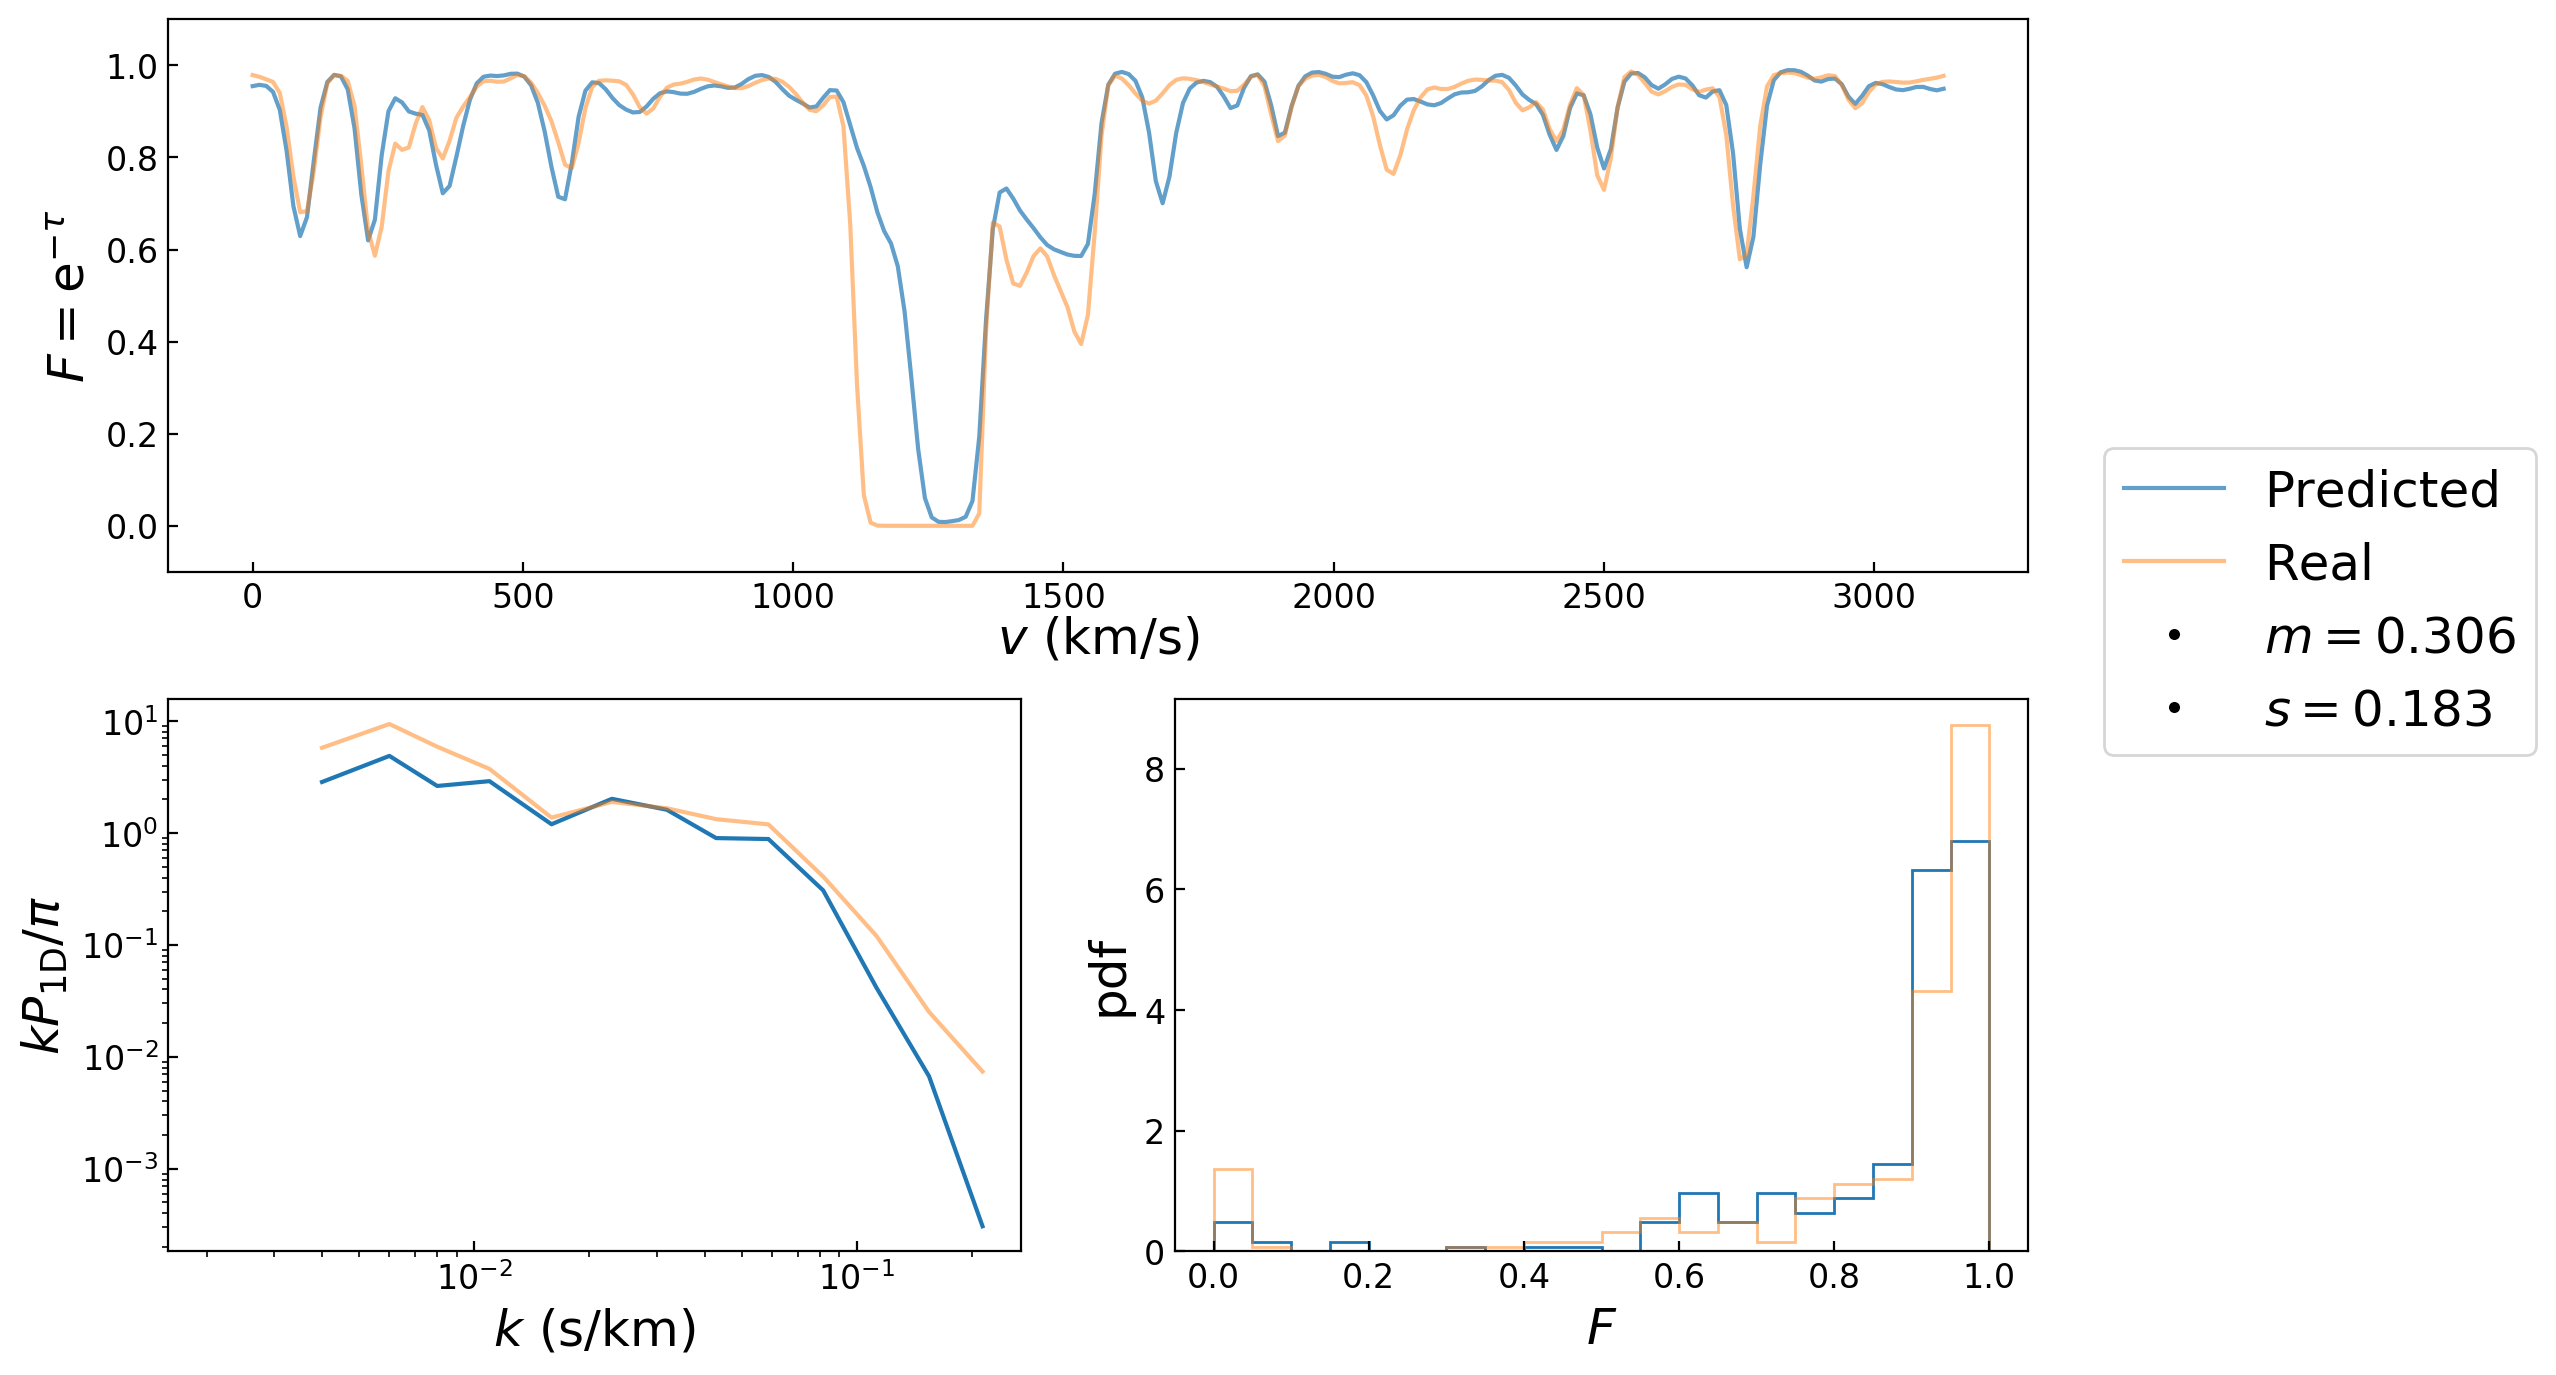 1.0
0.8
0.6
0.4
0.2
0.0
F = e^{−τ}
0 500 1000 1500 2000 2500 3000
v (km/s)
Predicted
Real
m = 0.306
s = 0.183
10^1
10^0
10^{−1}
10^{−2}
10^{−3}
kP_{1D}/π
10^{−2} 10^{−1}
k (s/km)
8
6
4
2
0
pdf
0.0 0.2 0.4 0.6 0.8 1.0
F